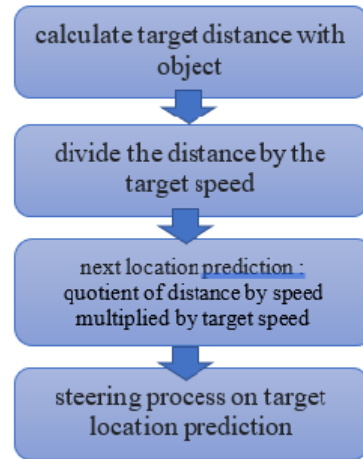 calculate target distance with
object
divide the distance by the
target speed
next location prediction :
quotient of distance by speed
multiplied by target speed
steering process on target
location prediction